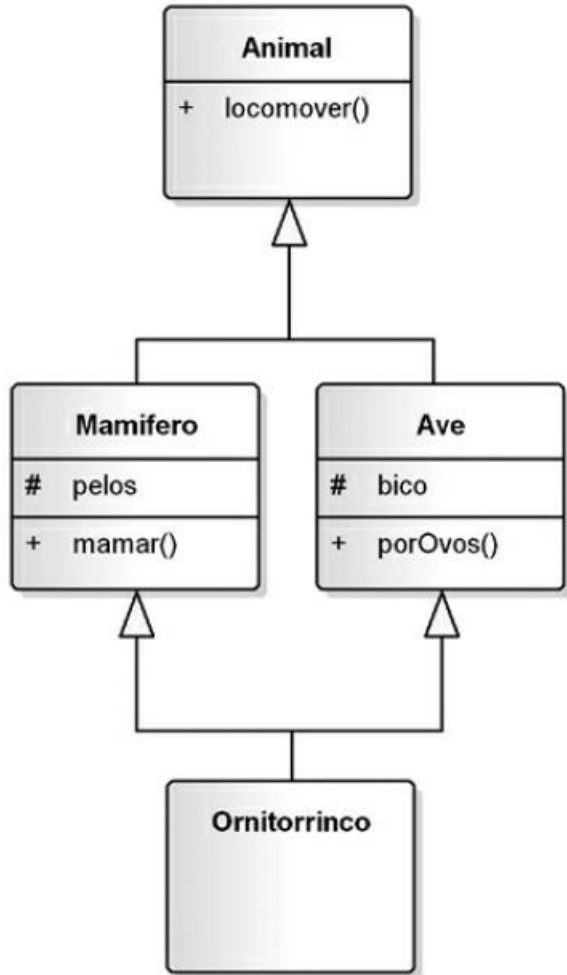 Animal
+ locomover()
Mamifero
# pelos
+ mamar()
Ave
# bico
+ porOvos()
Ornitorrinco